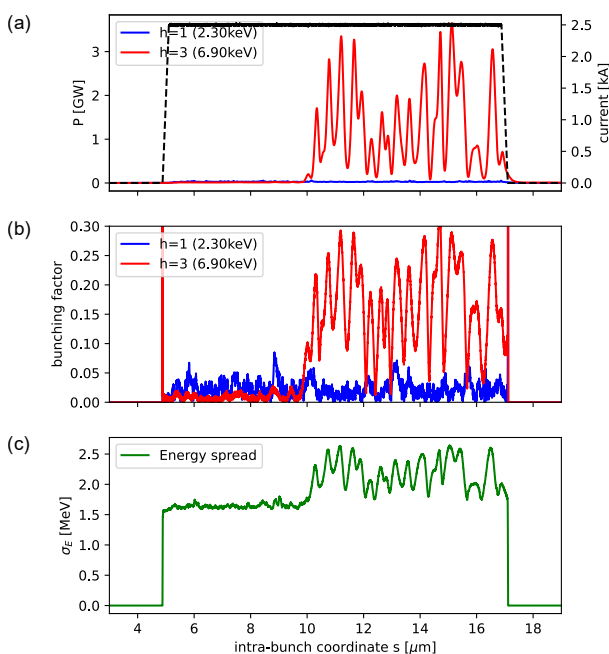 (a)
h=1 (2.30keV)
h=3 (6.90keV)
P [GW]
3
2
1
0
current [kA]
2.5
2.0
1.5
1.0
0.5
0.0
(b)
h=1 (2.30keV)
h=3 (6.90keV)
bunching factor
0.30
0.25
0.20
0.15
0.10
0.05
0.00
(c)
Energy spread
σE [MeV]
2.5
2.0
1.5
1.0
0.5
0.0
4 6 8 10 12 14 16 18
intra-bunch coordinate s [μm]